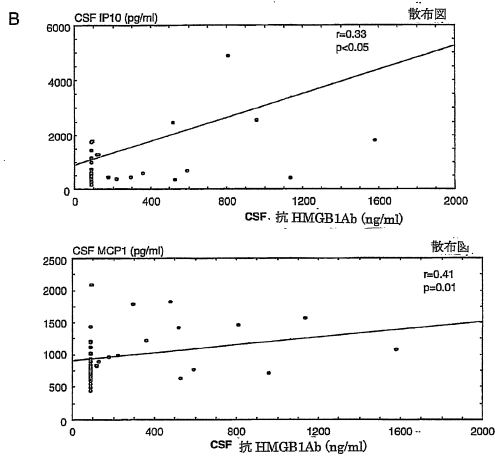 B
CSF IP10 (pg/ml)
散布図
r=0.33
p<0.05
6000
4000
2000
0
0 400 800 1200 1600 2000
CSF. 抗 HMGB1Ab (ng/ml)
CSF MCP1 (pg/ml)
散布図
r=0.41
p=0.01
2500
2000
1500
1000
500
0
0 400 800 1200 1600 2000
CSF 抗 HMGB1Ab (ng/ml)